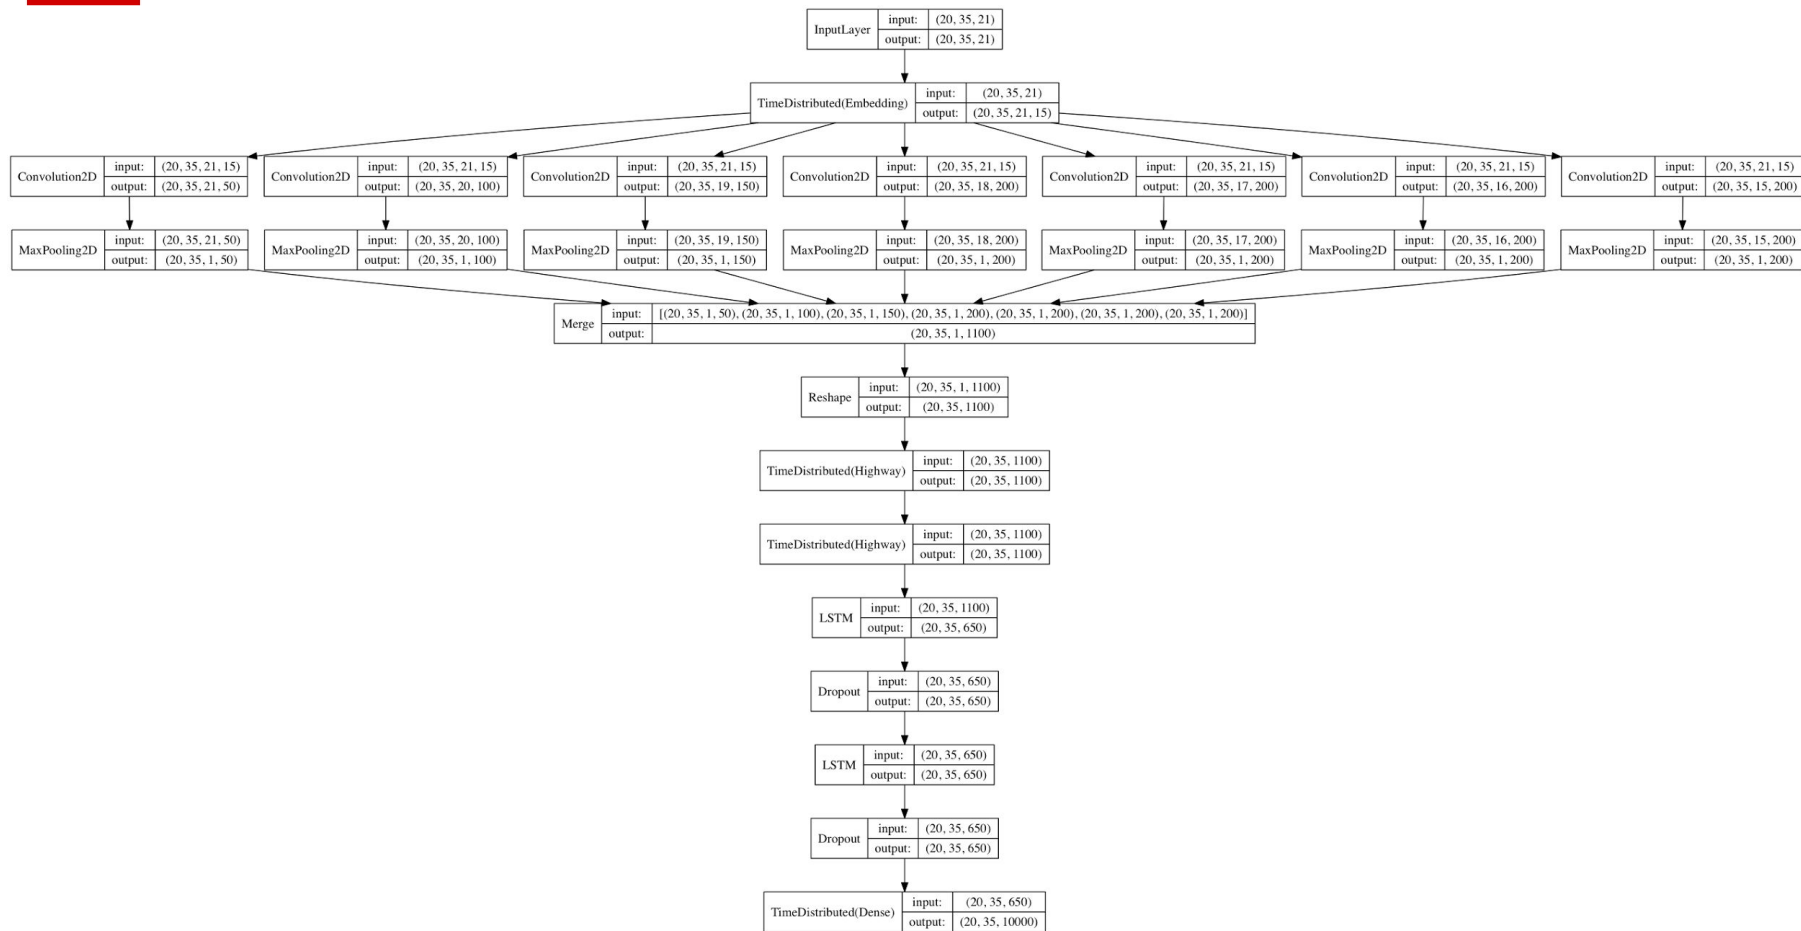 InputLayer input: (20, 35, 21)
output: (20, 35, 21)
TimeDistributed(Embedding) input: (20, 35, 21)
output: (20, 35, 21, 15)
Convolution2D input: (20, 35, 21, 15)
output: (20, 35, 21, 50)
Convolution2D input: (20, 35, 21, 15)
output: (20, 35, 20, 100)
Convolution2D input: (20, 35, 21, 15)
output: (20, 35, 19, 150)
Convolution2D input: (20, 35, 21, 15)
output: (20, 35, 18, 200)
Convolution2D input: (20, 35, 21, 15)
output: (20, 35, 17, 200)
Convolution2D input: (20, 35, 21, 15)
output: (20, 35, 16, 200)
Convolution2D input: (20, 35, 21, 15)
output: (20, 35, 15, 200)
MaxPooling2D input: (20, 35, 21, 50)
output: (20, 35, 1, 50)
MaxPooling2D input: (20, 35, 20, 100)
output: (20, 35, 1, 100)
MaxPooling2D input: (20, 35, 19, 150)
output: (20, 35, 1, 150)
MaxPooling2D input: (20, 35, 18, 200)
output: (20, 35, 1, 200)
MaxPooling2D input: (20, 35, 17, 200)
output: (20, 35, 1, 200)
MaxPooling2D input: (20, 35, 16, 200)
output: (20, 35, 1, 200)
MaxPooling2D input: (20, 35, 15, 200)
output: (20, 35, 1, 200)
Merge input: [(20, 35, 1, 50), (20, 35, 1, 100), (20, 35, 1, 150), (20, 35, 1, 200), (20, 35, 1, 200), (20, 35, 1, 200), (20, 35, 1, 200)]
output: (20, 35, 1, 1100)
Reshape input: (20, 35, 1, 1100)
output: (20, 35, 1100)
TimeDistributed(Highway) input: (20, 35, 1100)
output: (20, 35, 1100)
TimeDistributed(Highway) input: (20, 35, 1100)
output: (20, 35, 1100)
LSTM input: (20, 35, 1100)
output: (20, 35, 650)
Dropout input: (20, 35, 650)
output: (20, 35, 650)
LSTM input: (20, 35, 650)
output: (20, 35, 650)
Dropout input: (20, 35, 650)
output: (20, 35, 650)
TimeDistributed(Dense) input: (20, 35, 650)
output: (20, 35, 10000)